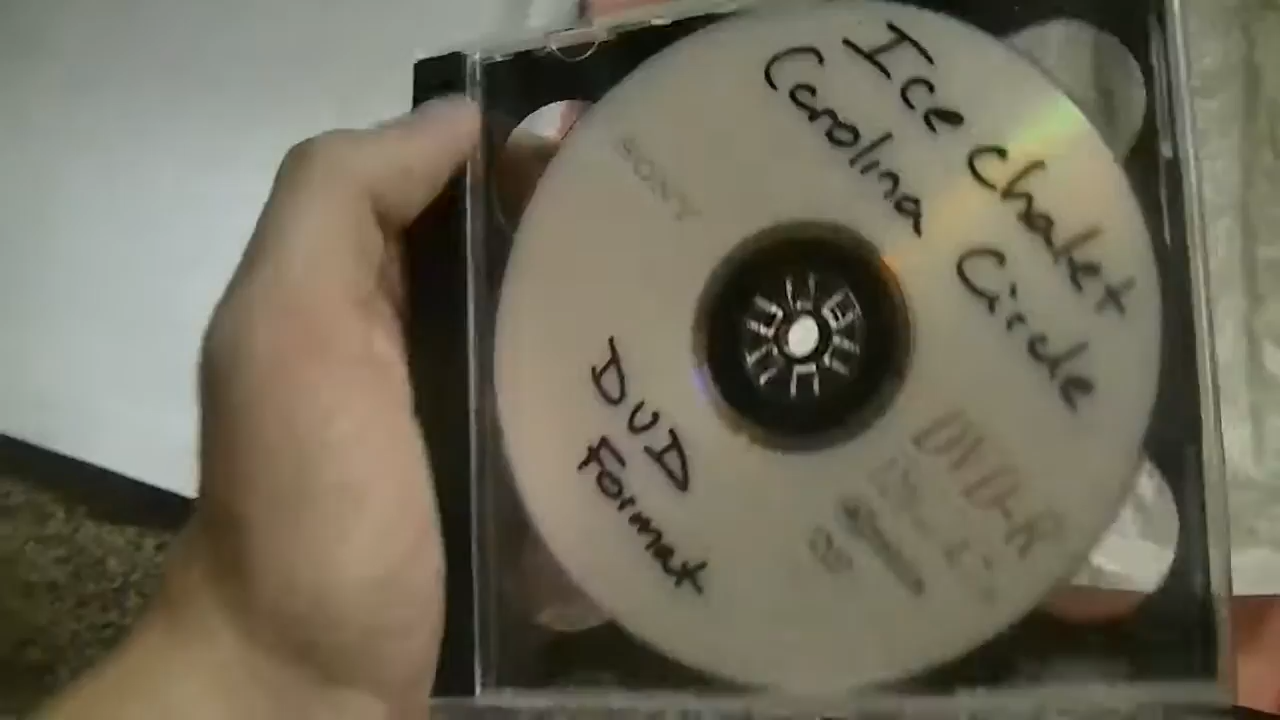 Ice Chalet
Carolina Circle
SONY
DVD
Format
DVD-R